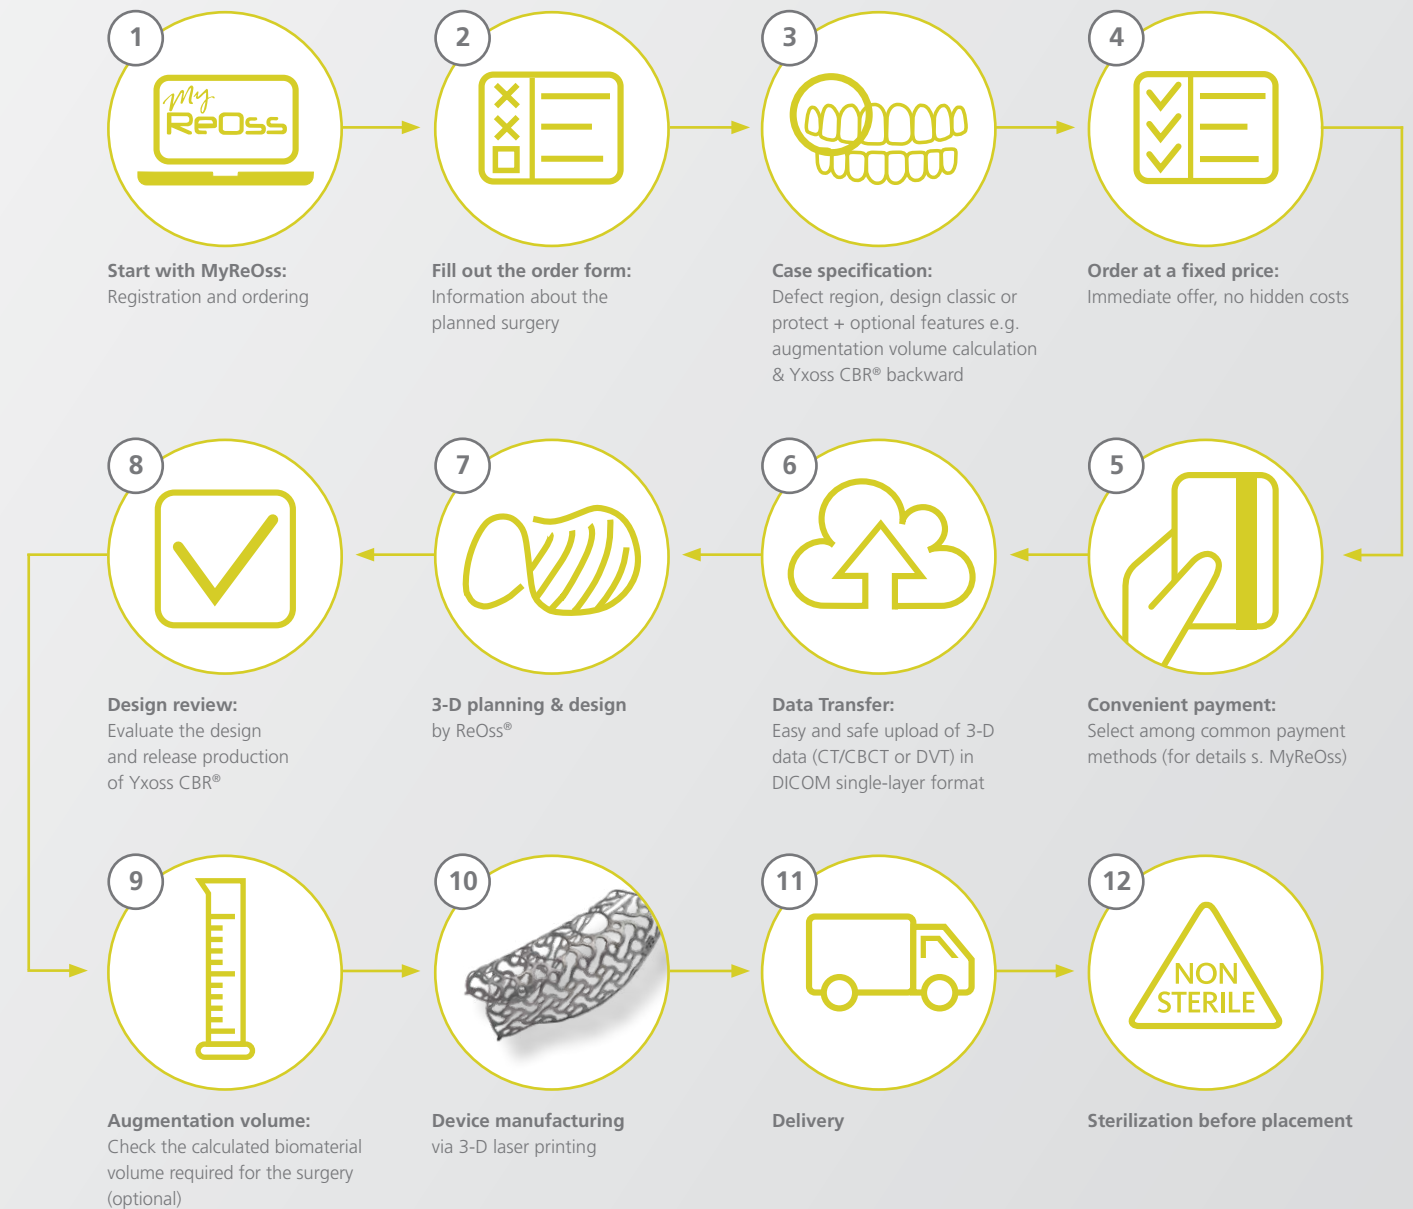 1
My
ReOss
Start with MyReOss:
Registration and ordering
2
Fill out the order form:
Information about the
planned surgery
3
Case specification:
Defect region, design classic or
protect + optional features e.g.
augmentation volume calculation
& Yxoss CBR® backward
4
Order at a fixed price:
Immediate offer, no hidden costs
5
Convenient payment:
Select among common payment
methods (for details s. MyReOss)
6
Data Transfer:
Easy and safe upload of 3-D
data (CT/CBCT or DVT) in
DICOM single-layer format
7
3-D planning & design
by ReOss®
8
Design review:
Evaluate the design
and release production
of Yxoss CBR®
9
Augmentation volume:
Check the calculated biomaterial
volume required for the surgery
(optional)
10
Device manufacturing
via 3-D laser printing
11
Delivery
12
NON
STERILE
Sterilization before placement